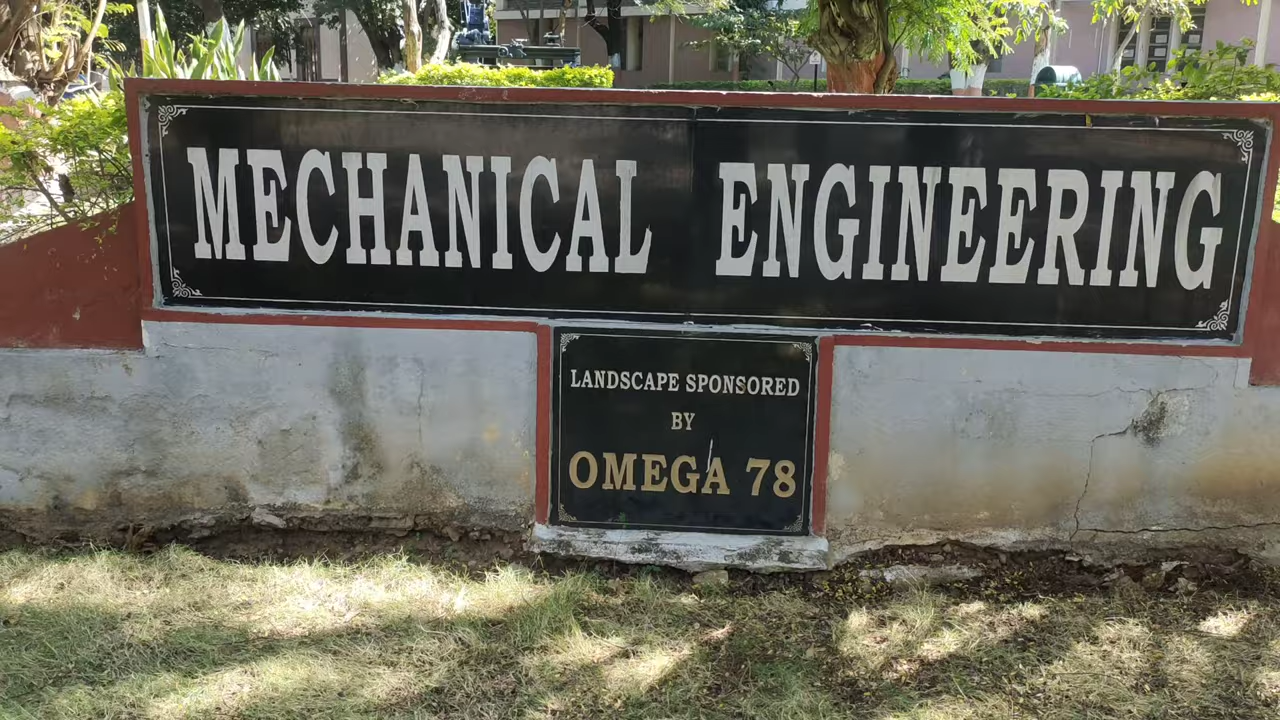 MECHANICAL ENGINEERING
LANDSCAPE SPONSORED
BY
OMEGA 78